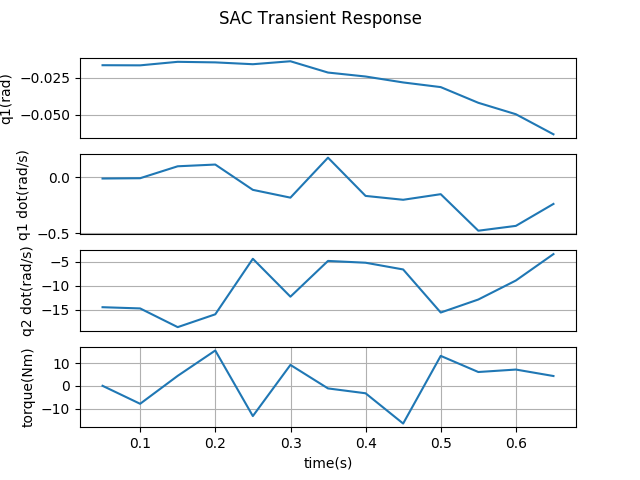 SAC Transient Response
q1(rad)
−0.025
−0.050
q1 dot(rad/s)
0.0
−0.5
q2 dot(rad/s)
−5
−10
−15
torque(Nm)
10
0
−10
0.1 0.2 0.3 0.4 0.5 0.6
time(s)